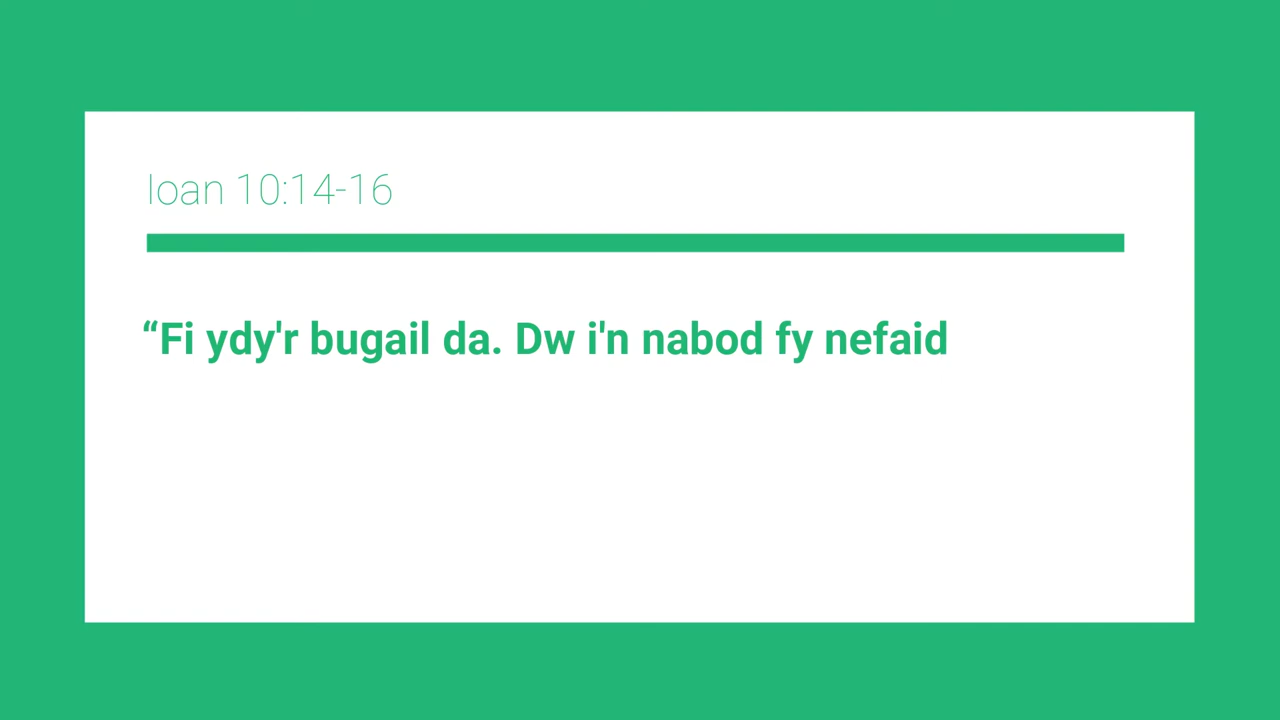 Ioan 10:14-16
“Fi ydy'r bugail da. Dw i'n nabod fy nefaid